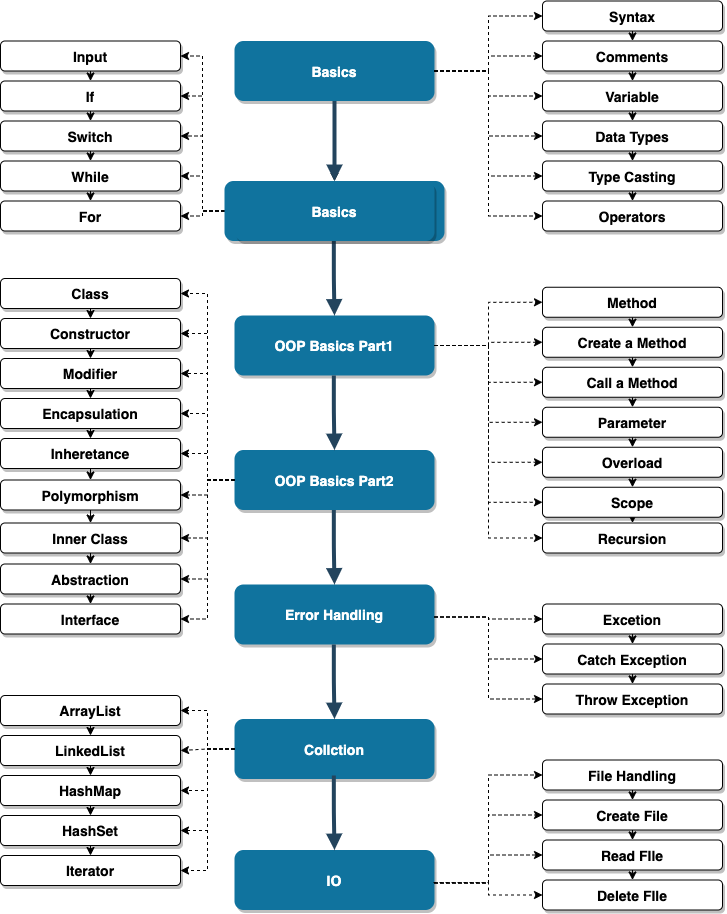 Basics
Syntax
Comments
Variable
Data Types
Type Casting
Operators
Basics
Input
If
Switch
While
For
OOP Basics Part1
Method
Create a Method
Call a Method
Parameter
Overload
Scope
Recursion
OOP Basics Part2
Class
Constructor
Modifier
Encapsulation
Inheretance
Polymorphism
Inner Class
Abstraction
Interface
Error Handling
Excetion
Catch Exception
Throw Exception
Collction
ArrayList
LinkedList
HashMap
HashSet
Iterator
IO
File Handling
Create File
Read FIle
Delete FIle